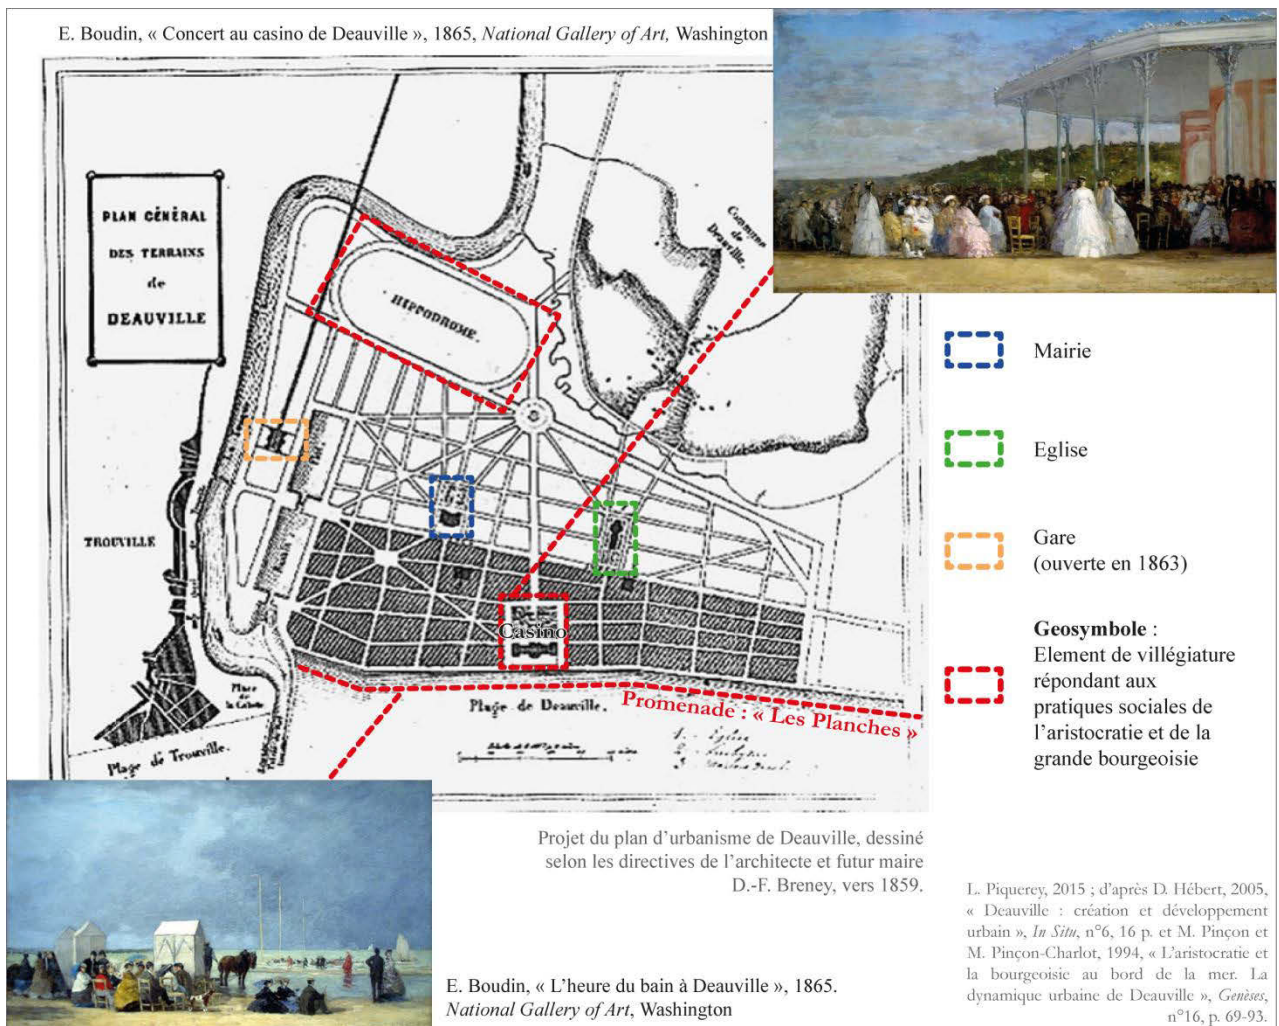 E. Boudin, « Concert au casino de Deauville », 1865, National Gallery of Art, Washington
PLAN GÉNÉRAL
DES TERRAINS
de
DEAUVILLE
HIPPODROME.
Commune
de
Deauville.
TROUVILLE
Casino
Place
de
la Cahotte
Plage de Trouville.
Plage de Deauville.
Promenade : « Les Planches »
1. Église
Mairie
Eglise
Gare
(ouverte en 1863)
Geosymbole :
Element de villégiature
répondant aux
pratiques sociales de
l’aristocratie et de la
grande bourgeoisie
Projet du plan d’urbanisme de Deauville, dessiné
selon les directives de l’architecte et futur maire
D.-F. Breney, vers 1859.
E. Boudin, « L’heure du bain à Deauville », 1865.
National Gallery of Art, Washington
L. Piquerey, 2015 ; d’après D. Hébert, 2005,
« Deauville : création et développement
urbain », In Situ, n°6, 16 p. et M. Pinçon et
M. Pinçon-Charlot, 1994, « L’aristocratie et
la bourgeoisie au bord de la mer. La
dynamique urbaine de Deauville », Genèses,
n°16, p. 69-93.